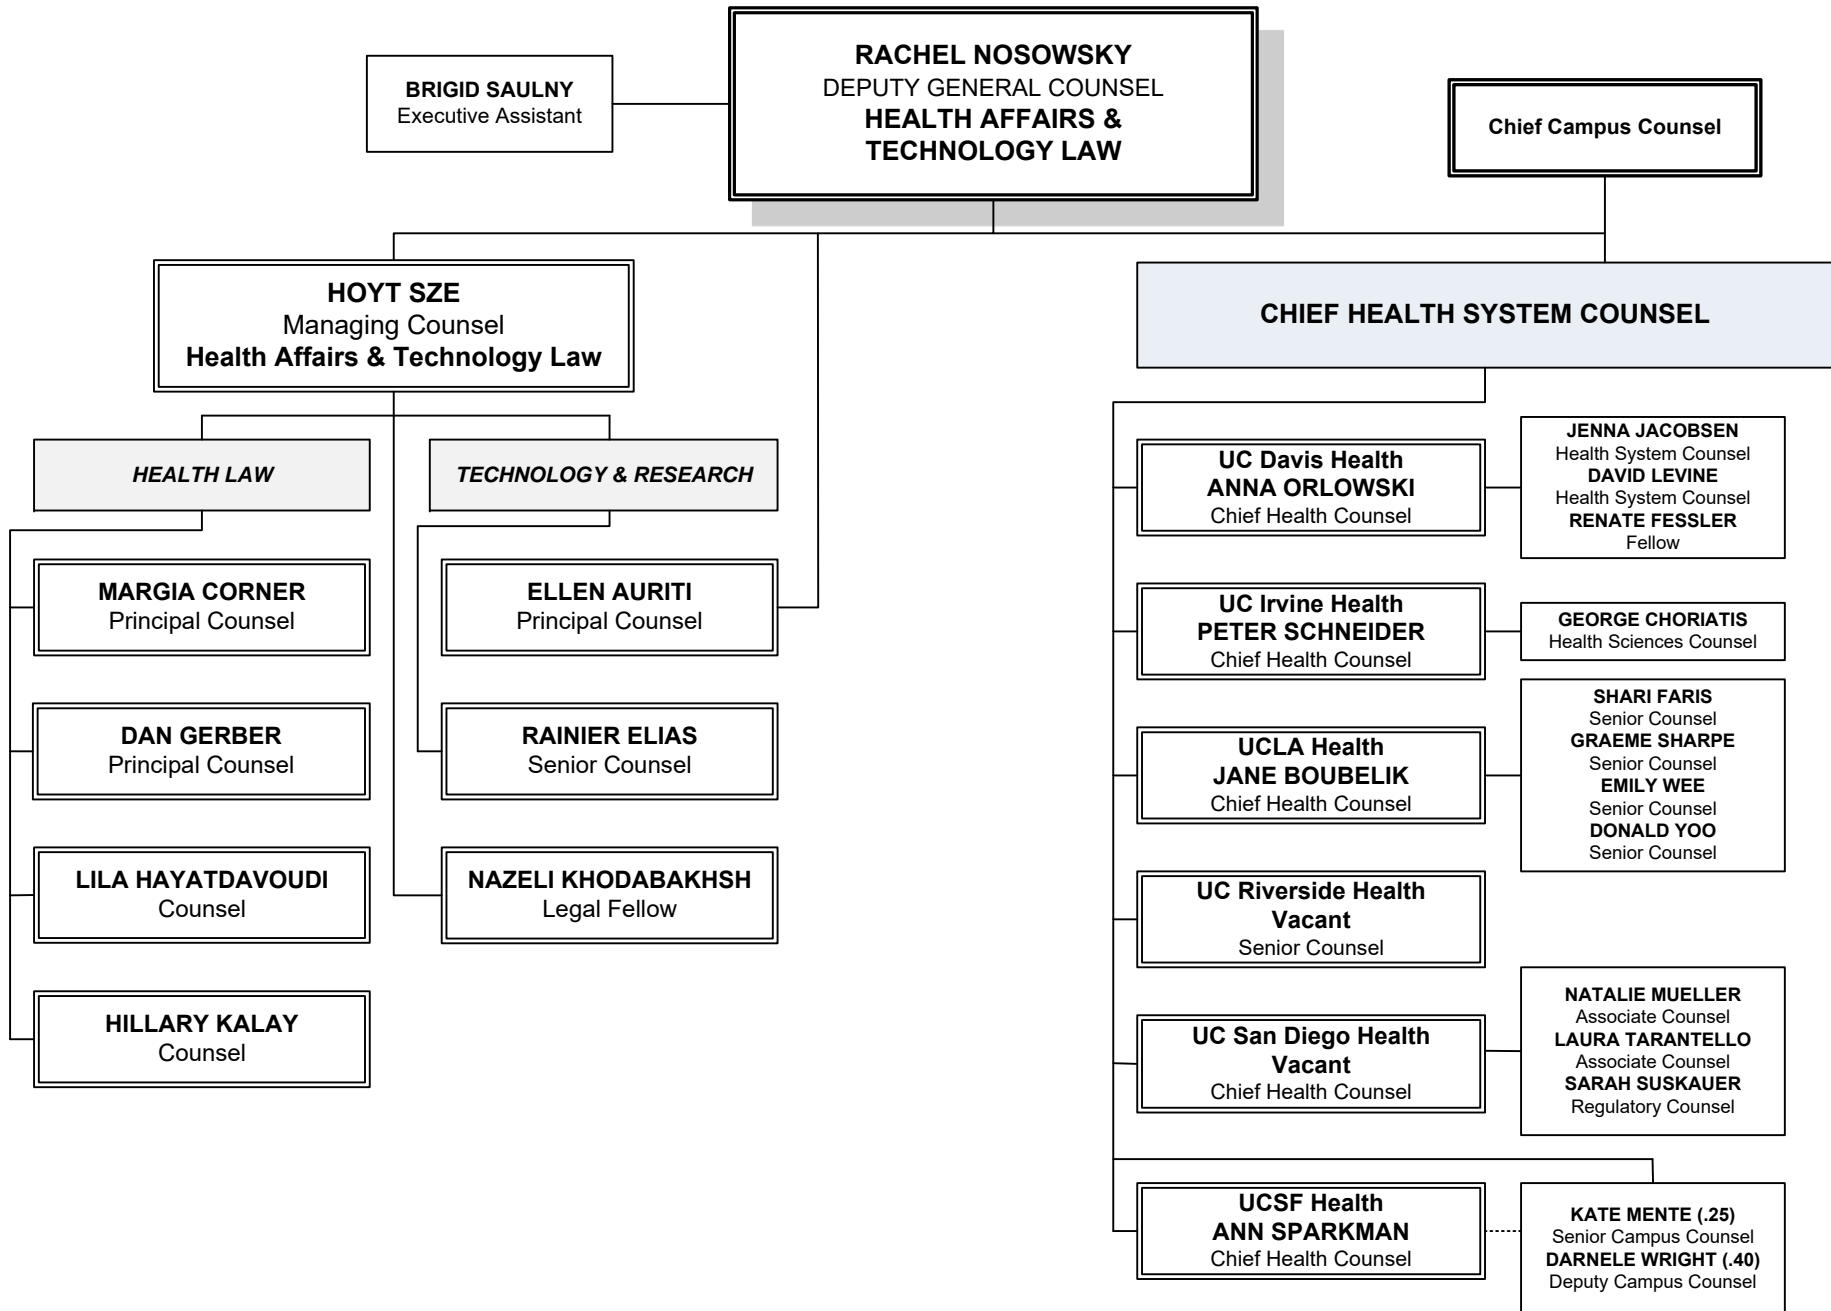 BRIGID SAULNY
Executive Assistant
RACHEL NOSOWSKY
DEPUTY GENERAL COUNSEL
HEALTH AFFAIRS &
TECHNOLOGY LAW
Chief Campus Counsel
HOYT SZE
Managing Counsel
Health Affairs & Technology Law
CHIEF HEALTH SYSTEM COUNSEL
HEALTH LAW
MARGIA CORNER
Principal Counsel
DAN GERBER
Principal Counsel
LILA HAYATDAVOUDI
Counsel
HILLARY KALAY
Counsel
TECHNOLOGY & RESEARCH
ELLEN AURITI
Principal Counsel
RAINIER ELIAS
Senior Counsel
NAZELI KHODABAKHSH
Legal Fellow
UC Davis Health
ANNA ORLOWSKI
Chief Health Counsel
JENNA JACOBSEN
Health System Counsel
DAVID LEVINE
Health System Counsel
RENATE FESSLER
Fellow
UC Irvine Health
PETER SCHNEIDER
Chief Health Counsel
GEORGE CHORIATIS
Health Sciences Counsel
UCLA Health
JANE BOUBELIK
Chief Health Counsel
SHARI FARIS
Senior Counsel
GRAEME SHARPE
Senior Counsel
EMILY WEE
Senior Counsel
DONALD YOO
Senior Counsel
UC Riverside Health
Vacant
Senior Counsel
UC San Diego Health
Vacant
Chief Health Counsel
NATALIE MUELLER
Associate Counsel
LAURA TARANTELLO
Associate Counsel
SARAH SUSKAUER
Regulatory Counsel
UCSF Health
ANN SPARKMAN
Chief Health Counsel
KATE MENTE (.25)
Senior Campus Counsel
DARNELE WRIGHT (.40)
Deputy Campus Counsel